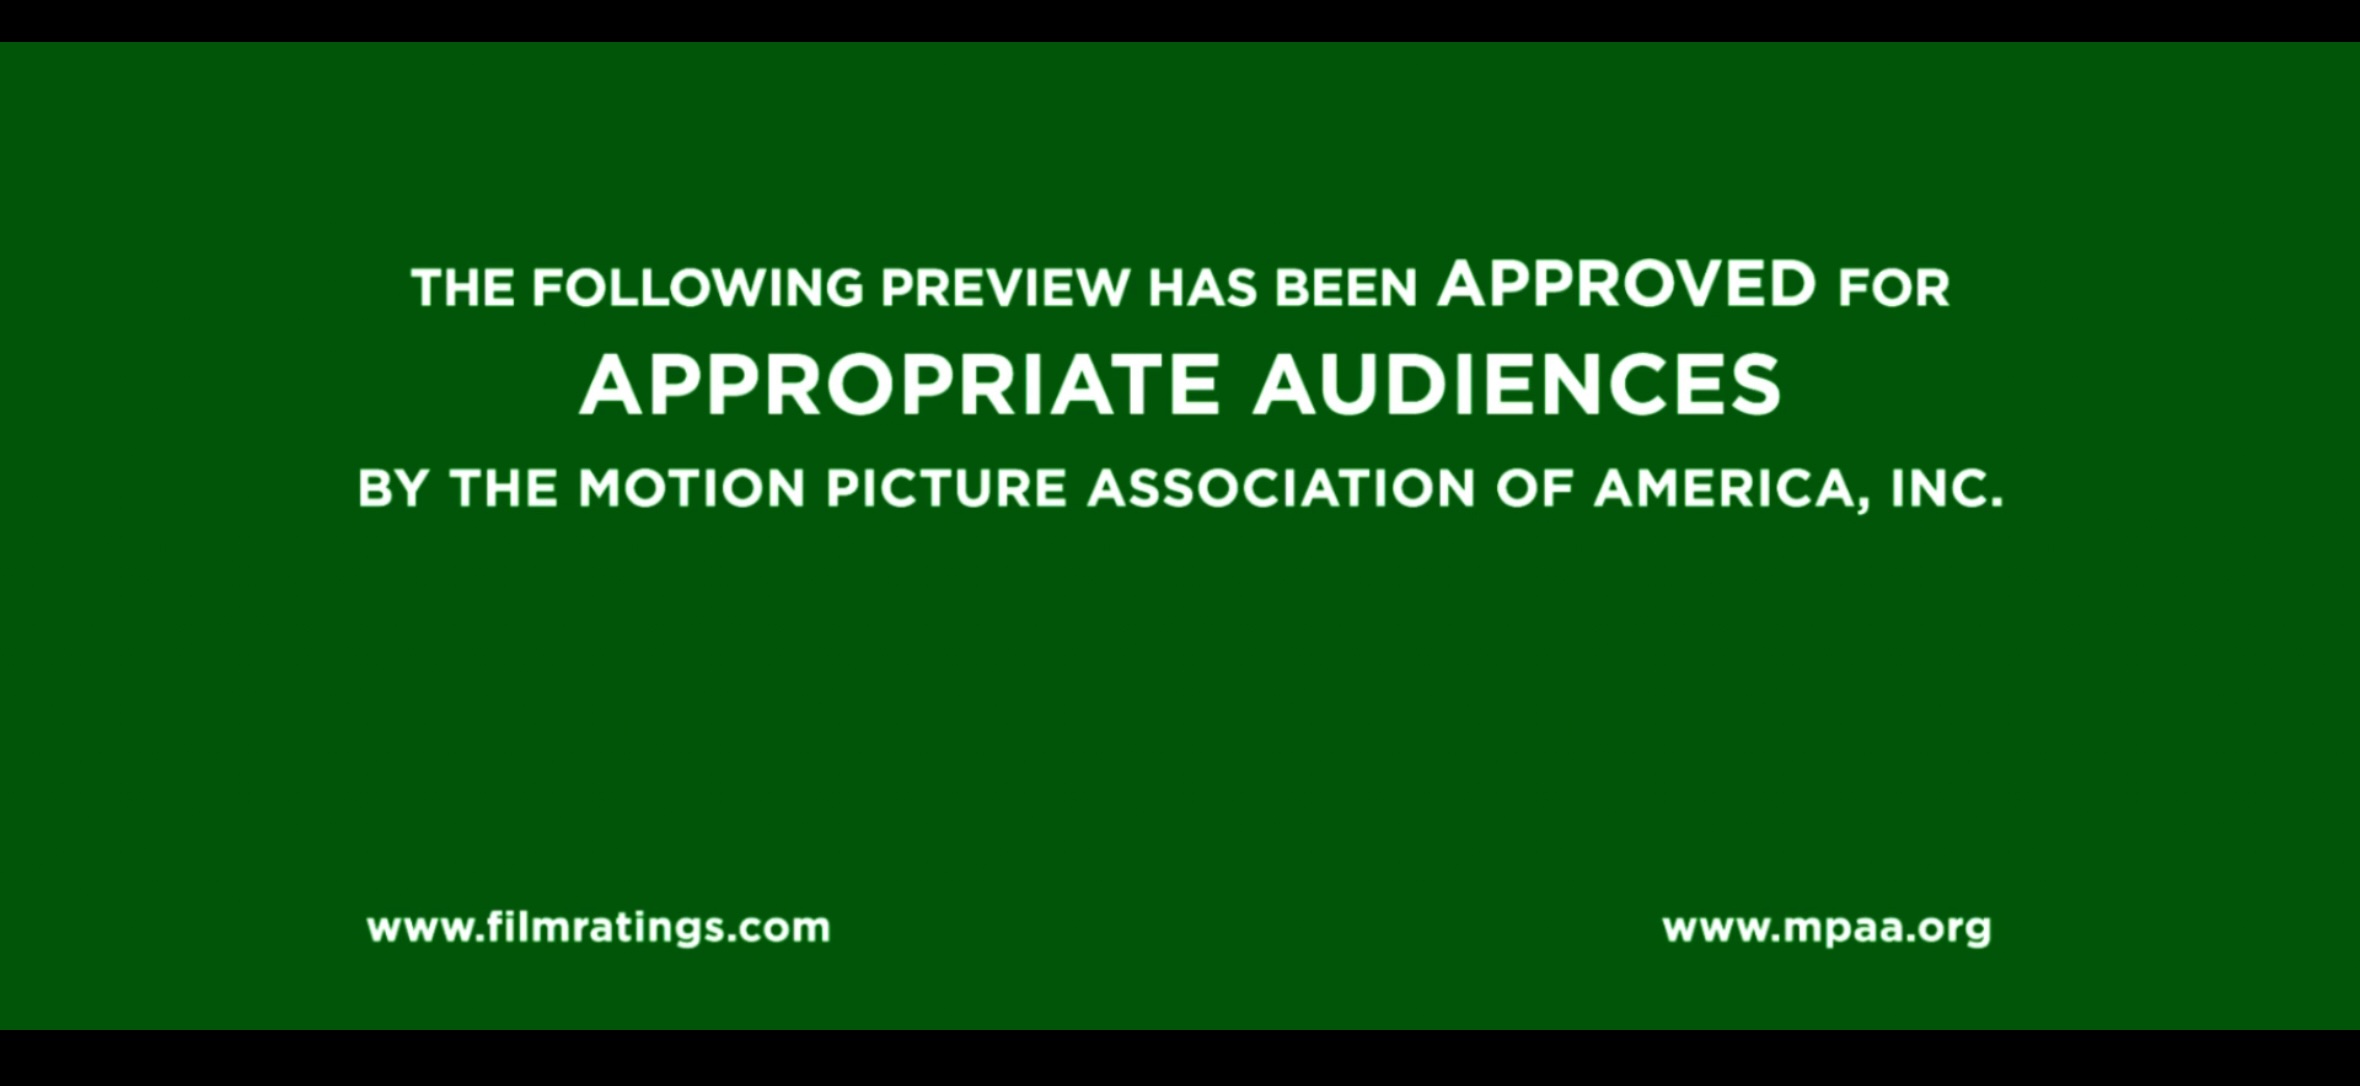 THE FOLLOWING PREVIEW HAS BEEN APPROVED FOR
APPROPRIATE AUDIENCES
BY THE MOTION PICTURE ASSOCIATION OF AMERICA, INC.
www.filmratings.com
www.mpaa.org